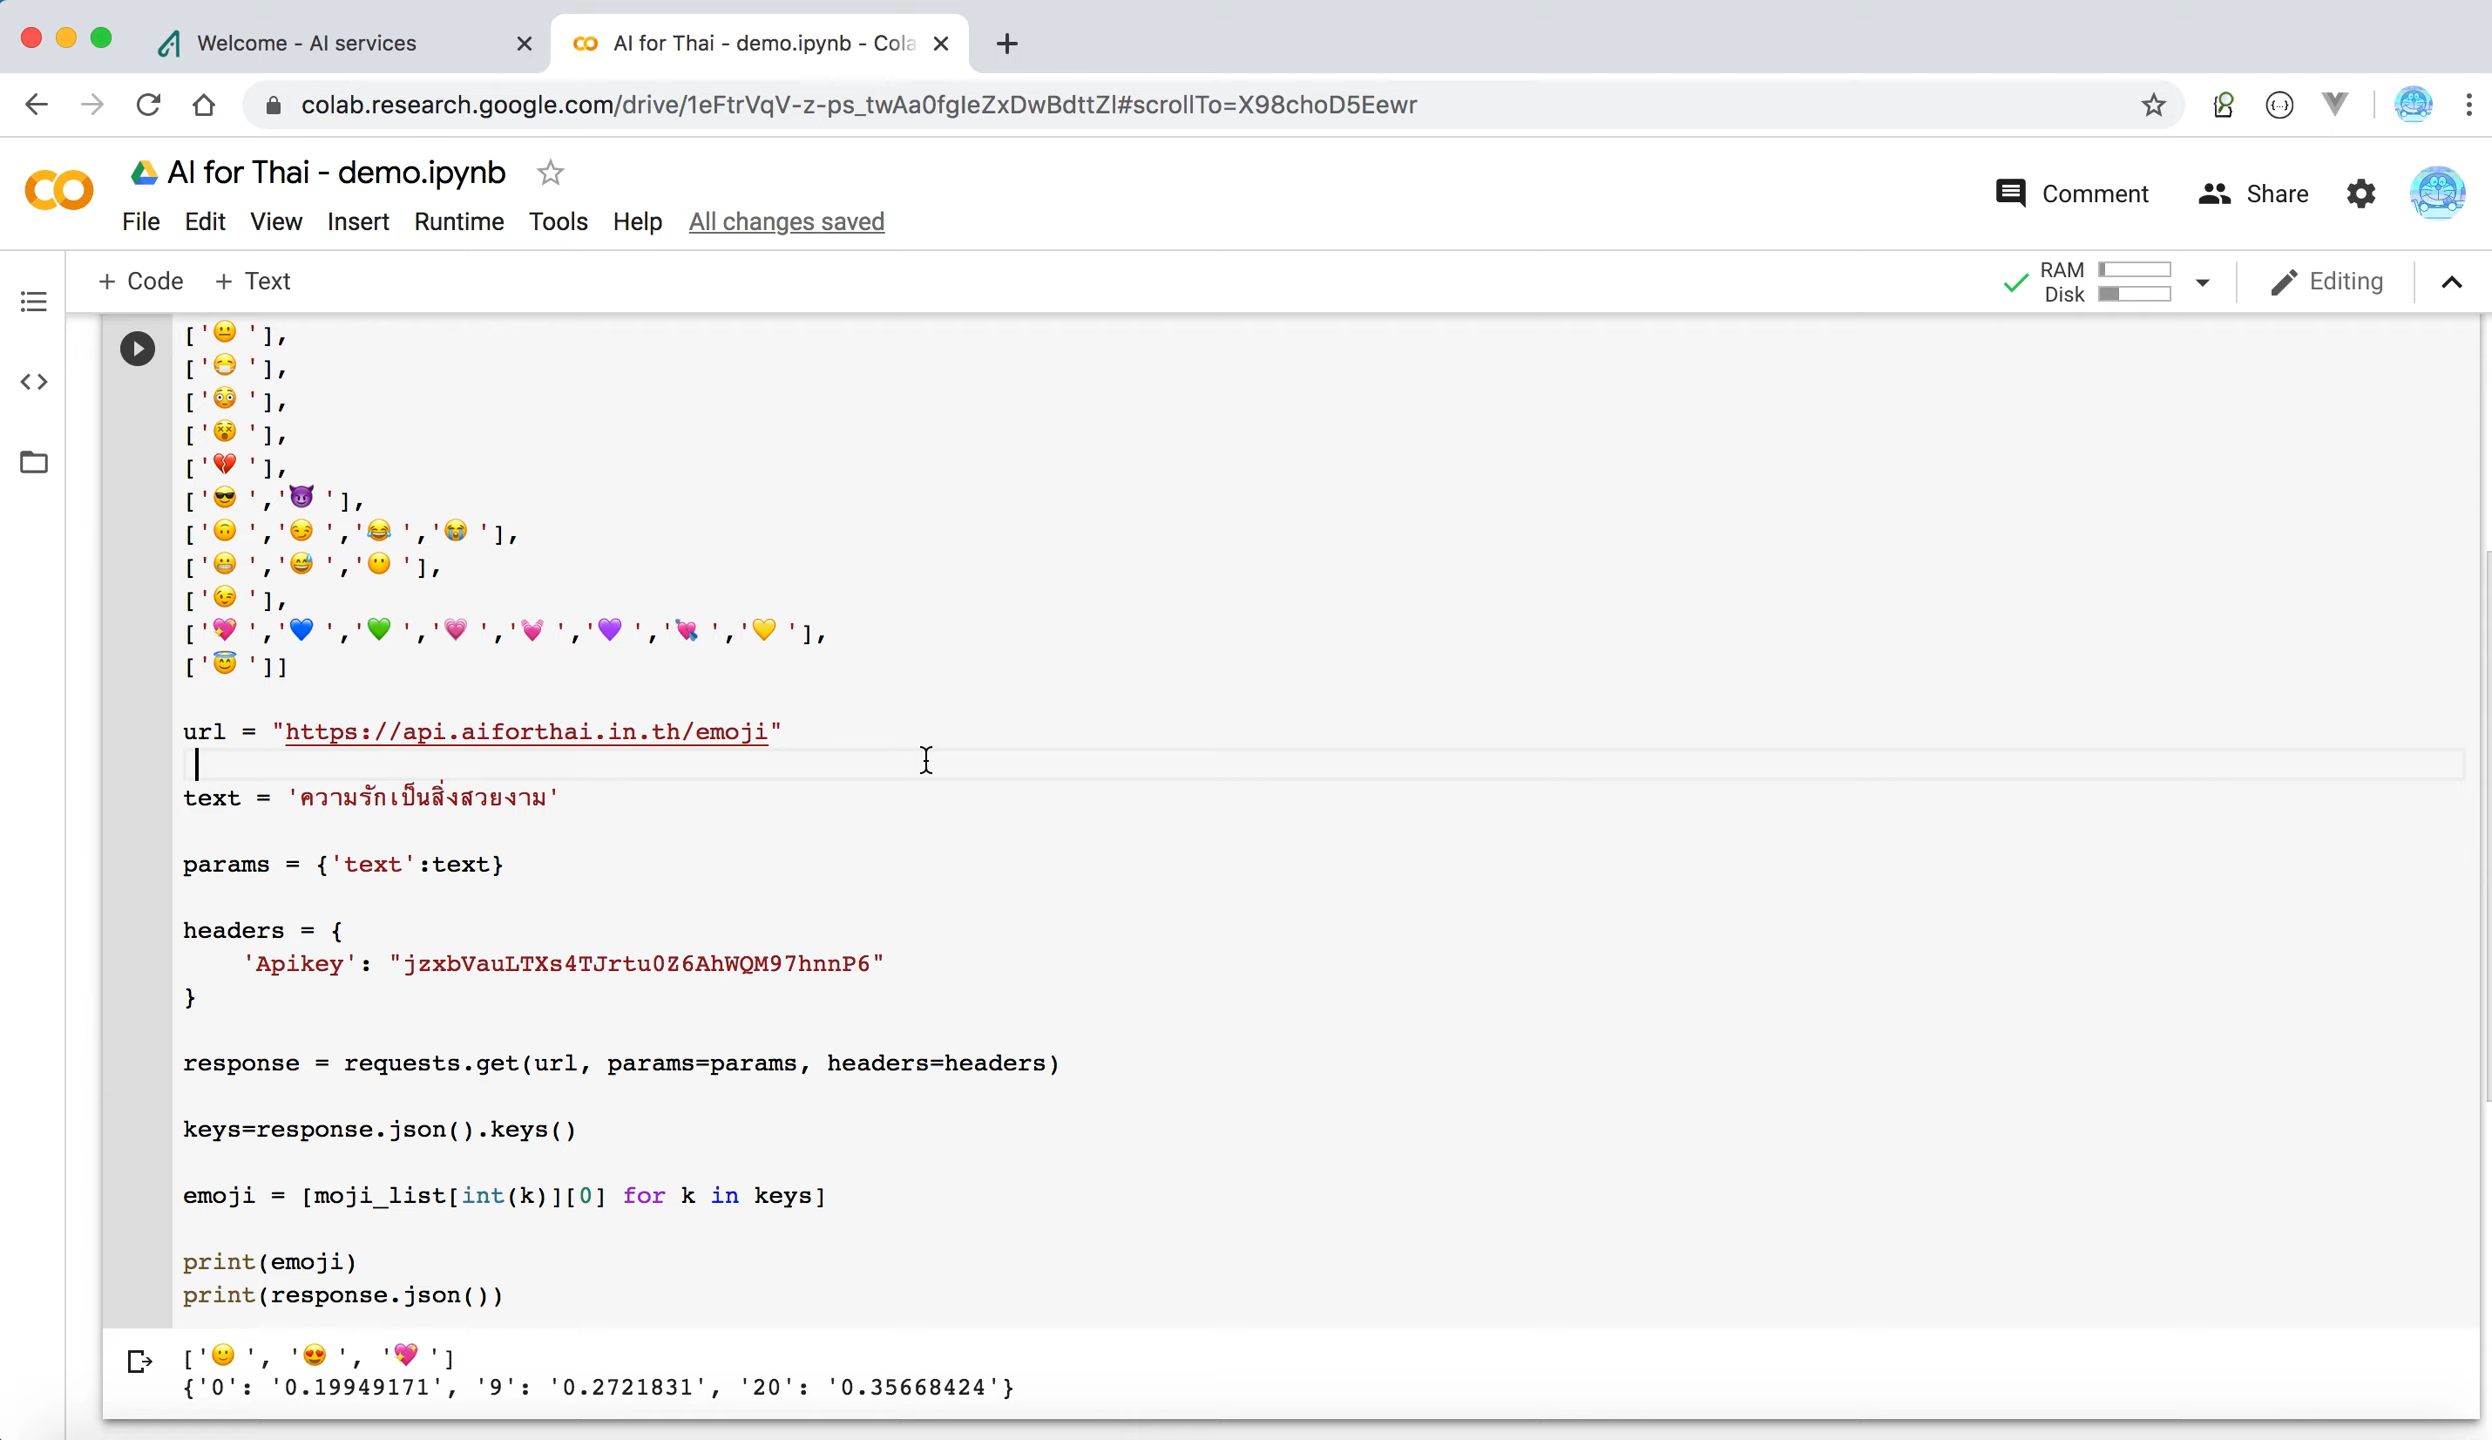 Welcome - AI services
AI for Thai - demo.ipynb - Cola
colab.research.google.com/drive/1eFtrVqV-z-ps_twAa0fgIeZxDwBdttZl#scrollTo=X98choD5Eewr
AI for Thai - demo.ipynb
Comment
Share
File Edit View Insert Runtime Tools Help All changes saved
+ Code + Text
RAM
Disk
Editing
['😐 '],
['😷 '],
['😳 '],
['😵 '],
['💔 '],
['😎 ','😈 '],
['🙃 ','😏 ','😂 ','😭 '],
['😬 ','😅 ','😶 '],
['😉 '],
['💖 ','💙 ','💚 ','💗 ','💓 ','💜 ','💘 ','💛 '],
['😇 ']]
url = "https://api.aiforthai.in.th/emoji"
text = 'ความรักเป็นสิ่งสวยงาม'
params = {'text':text}
headers = {
'Apikey': "jzxbVauLTXs4TJrtu0Z6AhWQM97hnnP6"
}
response = requests.get(url, params=params, headers=headers)
keys=response.json().keys()
emoji = [moji_list[int(k)][0] for k in keys]
print(emoji)
print(response.json())
['🙂 ', '😍 ', '💖 ']
{'0': '0.19949171', '9': '0.2721831', '20': '0.35668424'}